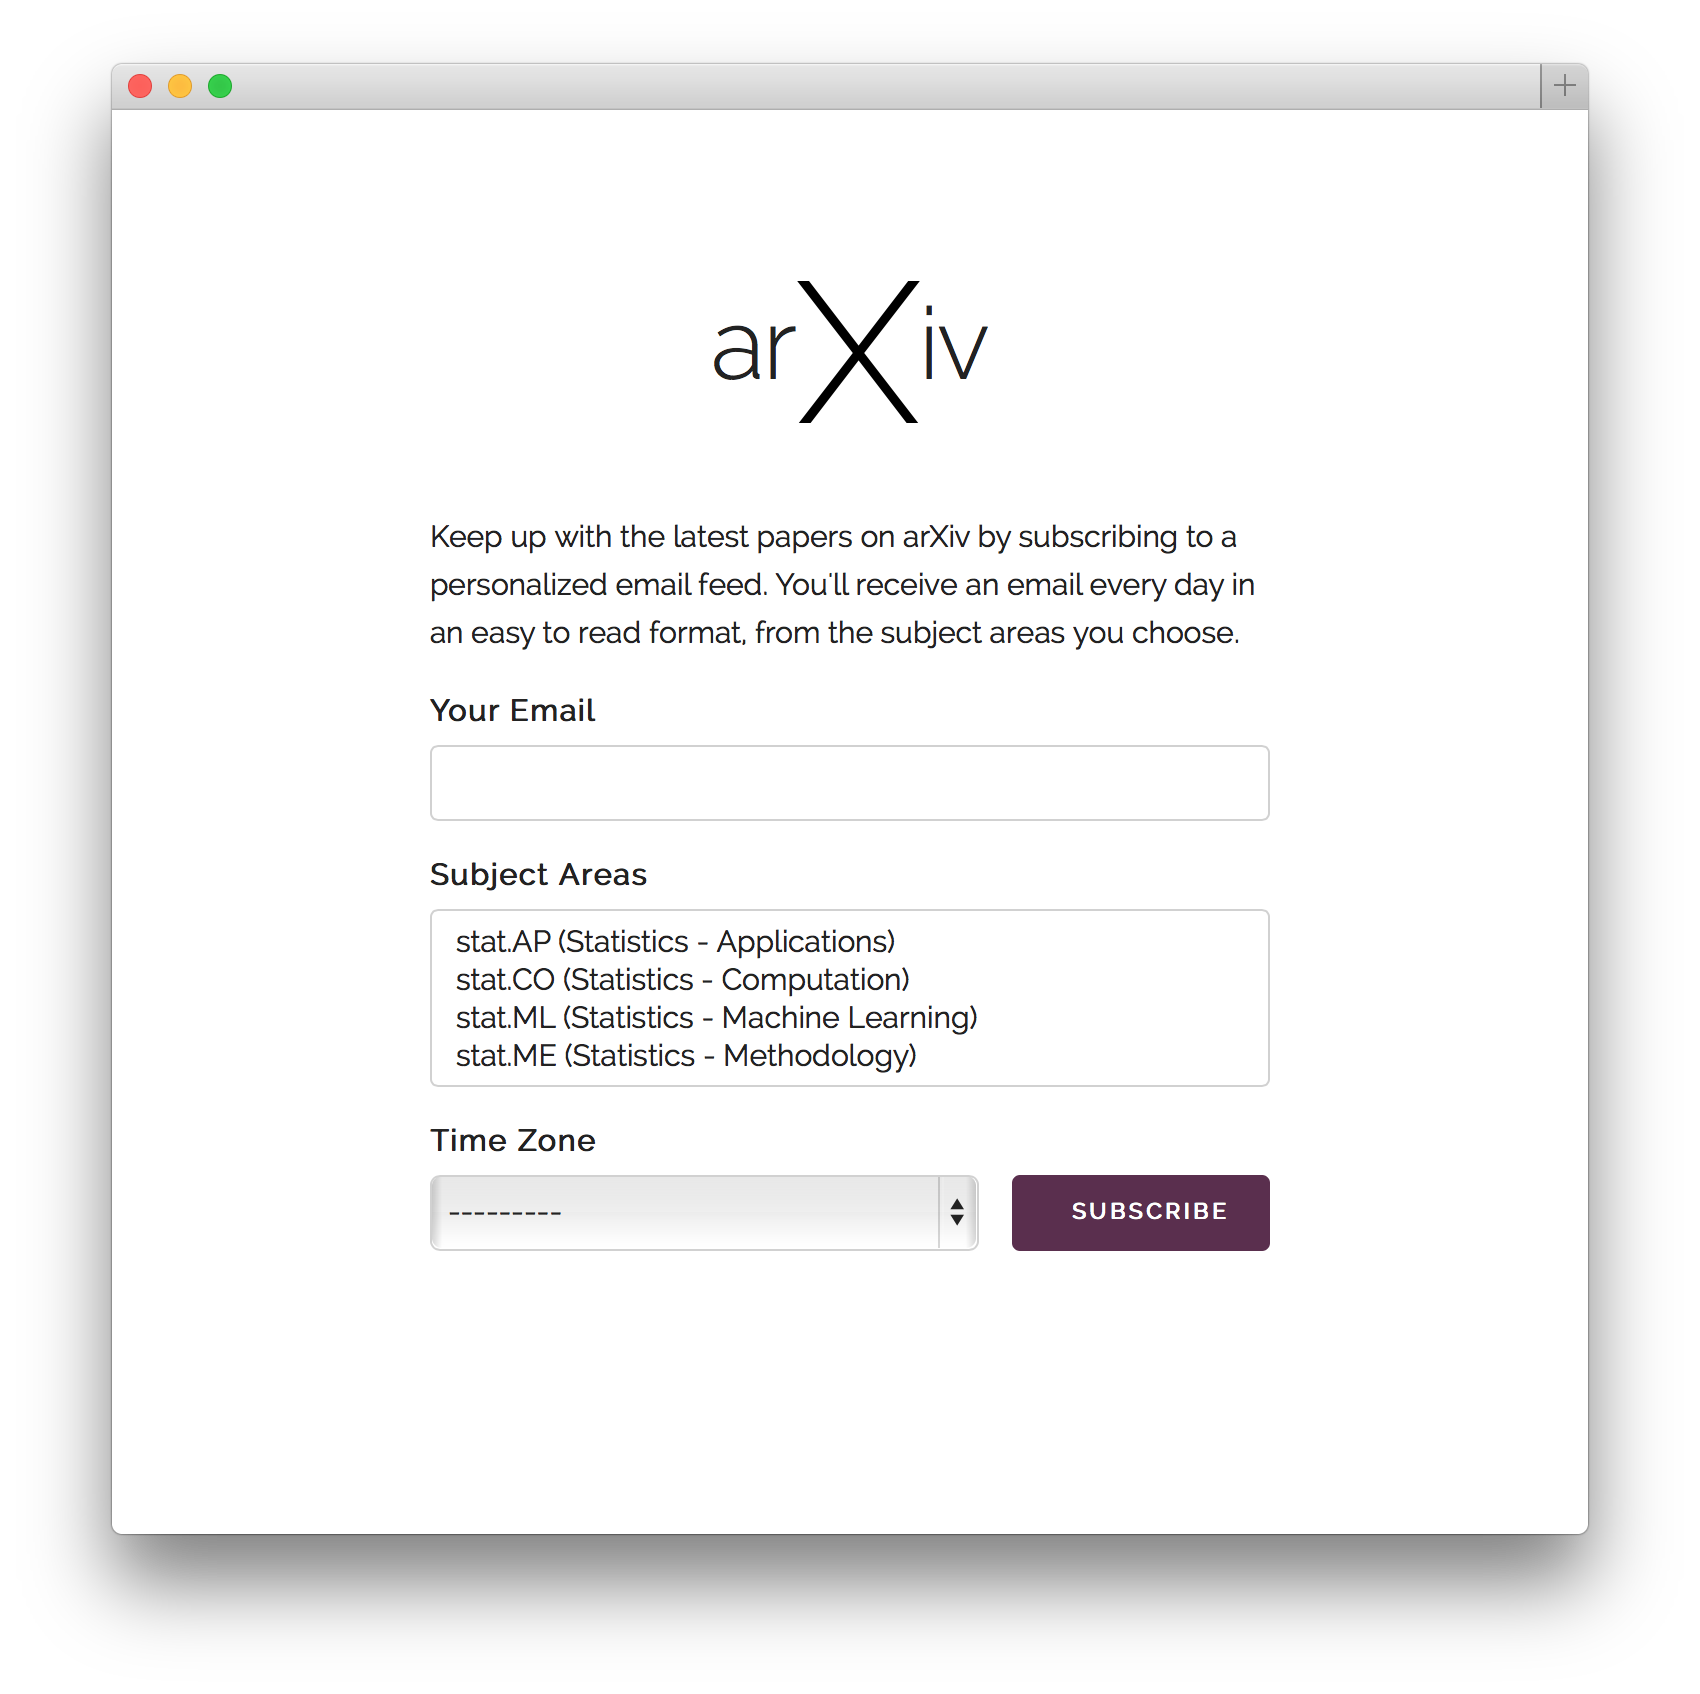 arXiv
Keep up with the latest papers on arXiv by subscribing to a
personalized email feed. You'll receive an email every day in
an easy to read format, from the subject areas you choose.
Your Email
Subject Areas
stat.AP (Statistics - Applications)
stat.CO (Statistics - Computation)
stat.ML (Statistics - Machine Learning)
stat.ME (Statistics - Methodology)
Time Zone
---------
SUBSCRIBE